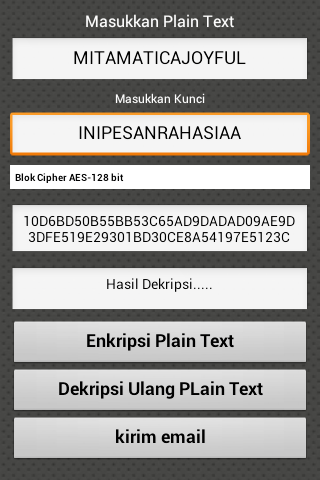 Masukkan Plain Text
MITAMATICAJOYFUL
Masukkan Kunci
INIPESANRAHASIAA
Blok Cipher AES-128 bit
10D6BD50B55BB53C65AD9DADAD09AE9D
3DFE519E29301BD30CE8A54197E5123C
Hasil Dekripsi.....
Enkripsi Plain Text
Dekripsi Ulang PLain Text
kirim email